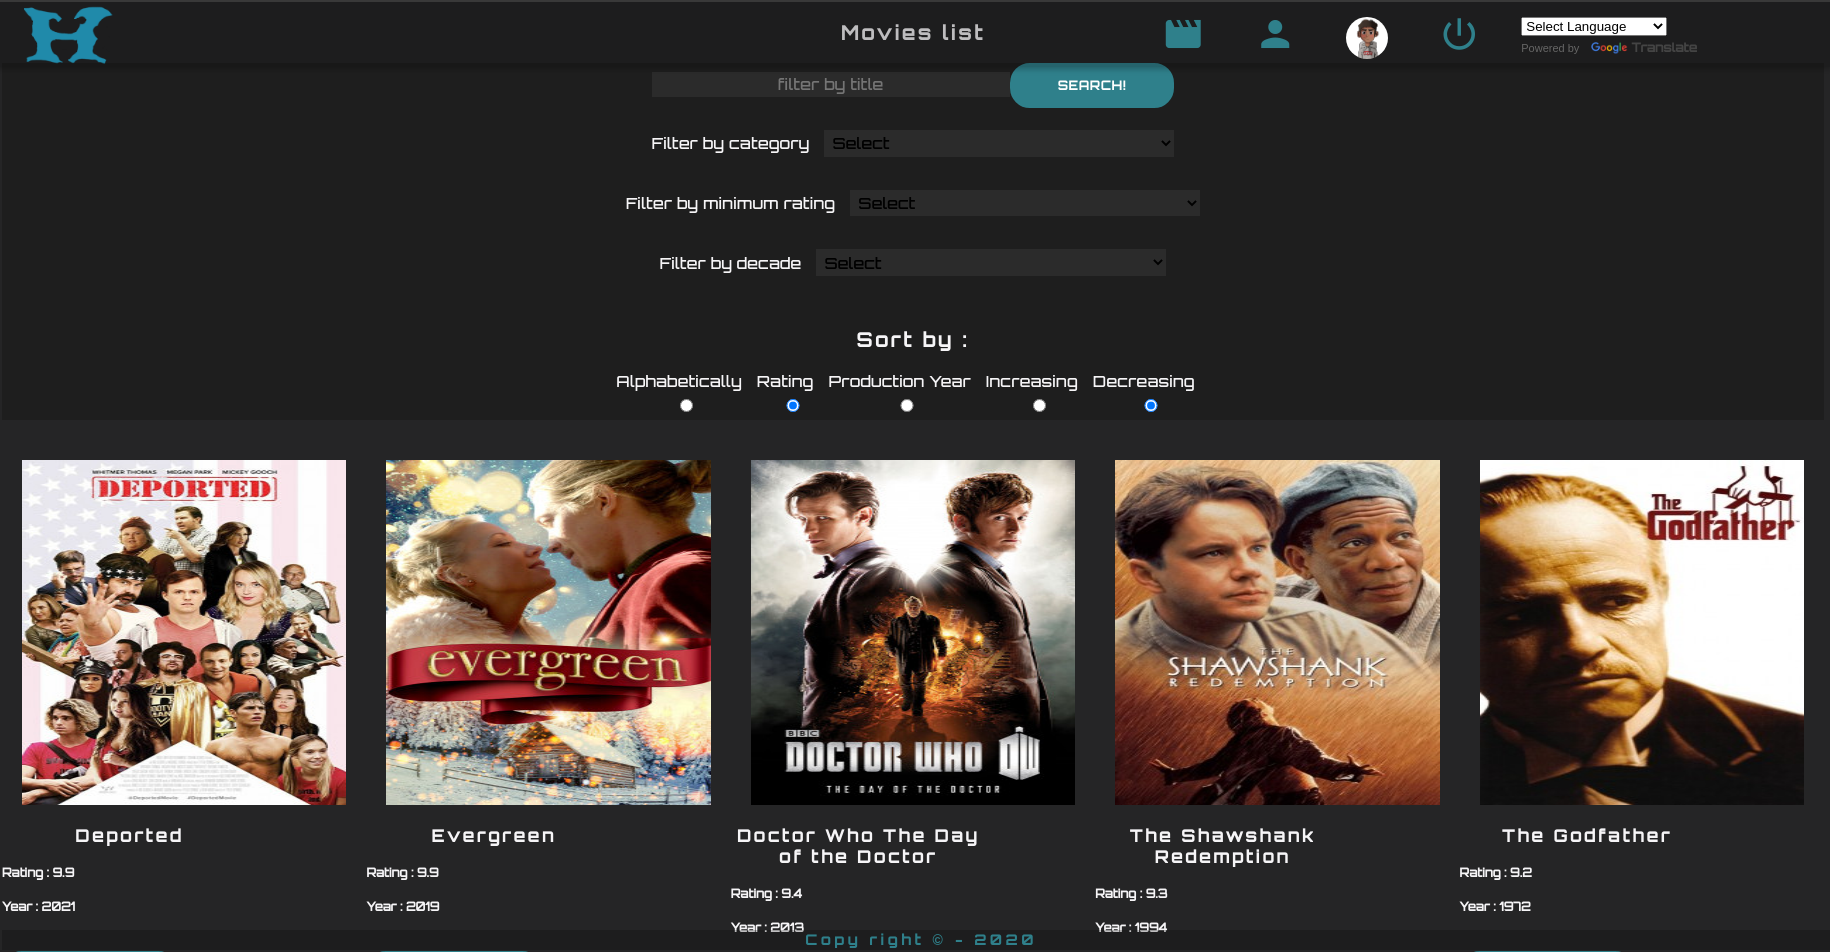 Movies list
Select Language
Powered by Google Translate
filter by title
SEARCH!
Filter by category Select
Filter by minimum rating Select
Filter by decade Select
Sort by :
Alphabetically Rating Production Year Increasing Decreasing
WHITMER THOMAS MEGAN PARK MICKEY GOOCH
DEPORTED
#DeportedMovie #DeportedMovie
evergreen
BBC
DOCTOR WHO DW
THE DAY OF THE DOCTOR
THE
SHAWSHANK
REDEMPTION
The
Godfather
Deported
Rating : 9.9
Year : 2021
Evergreen
Rating : 9.9
Year : 2019
Doctor Who The Day
of the Doctor
Rating : 9.4
Year : 2013
The Shawshank
Redemption
Rating : 9.3
Year : 1994
The Godfather
Rating : 9.2
Year : 1972
Copy right © - 2020